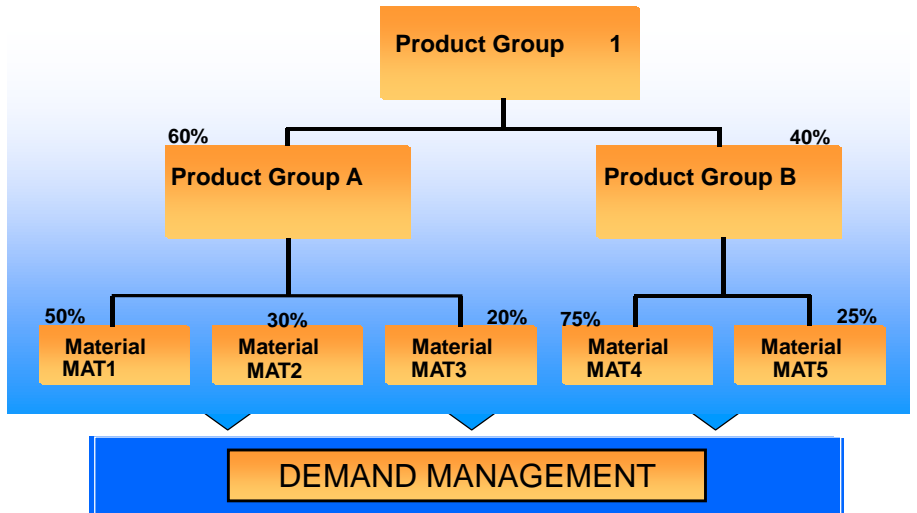 Product Group 1
60%
40%
Product Group A
Product Group B
50%
30%
20%
75%
25%
Material
MAT1
Material
MAT2
Material
MAT3
Material
MAT4
Material
MAT5
DEMAND MANAGEMENT